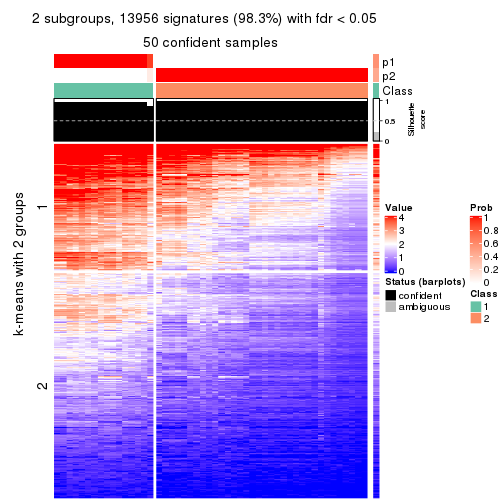 2 subgroups, 13956 signatures (98.3%) with fdr < 0.05
50 confident samples
p1
p2
Class
1
0.5
0
Silhouette
score
k-means with 2 groups
1
2
Value
4
3
2
1
0
Prob
1
0.8
0.6
0.4
0.2
0
Status (barplots)
confident
ambiguous
Class
1
2